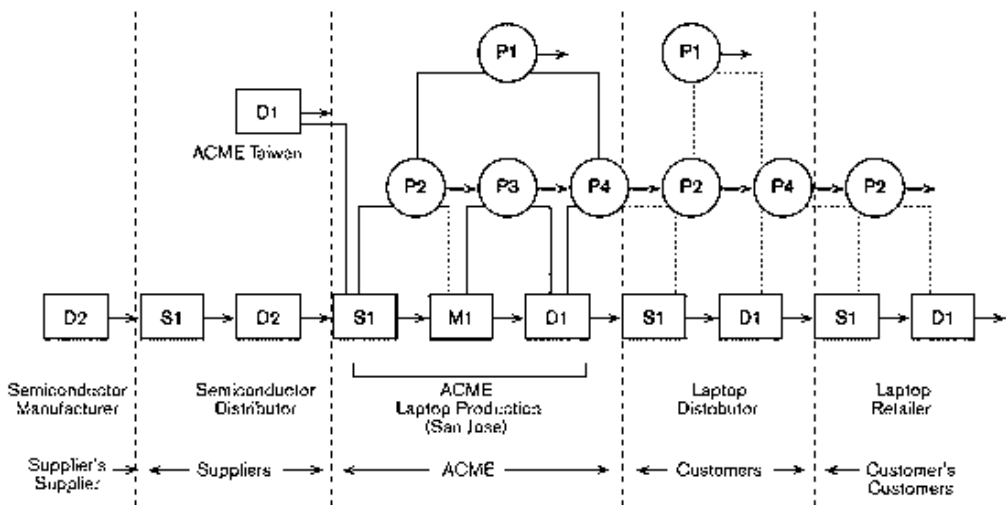 P1
P1
D1
ACME Taiwan
P2
P3
P4
P2
P4
P2
D2
S1
D2
S1
M1
D1
S1
D1
S1
D1
Semiconductor
Manufacturer
Semiconductor
Distributor
ACME
Laptop Production
(San Jose)
Laptop
Distobutor
Laptop
Retailer
Supplier's
Supplier
Suppliers
ACME
Customers
Customer's
Customers